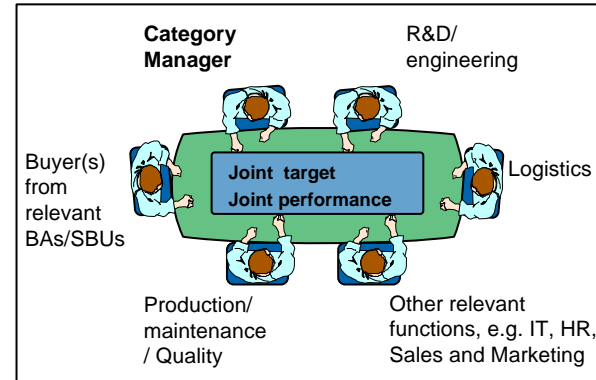 Category
Manager
R&D/
engineering
Buyer(s)
from
relevant
BAs/SBUs
Joint target
Joint performance
Logistics
Production/
maintenance
/ Quality
Other relevant
functions, e.g. IT, HR,
Sales and Marketing